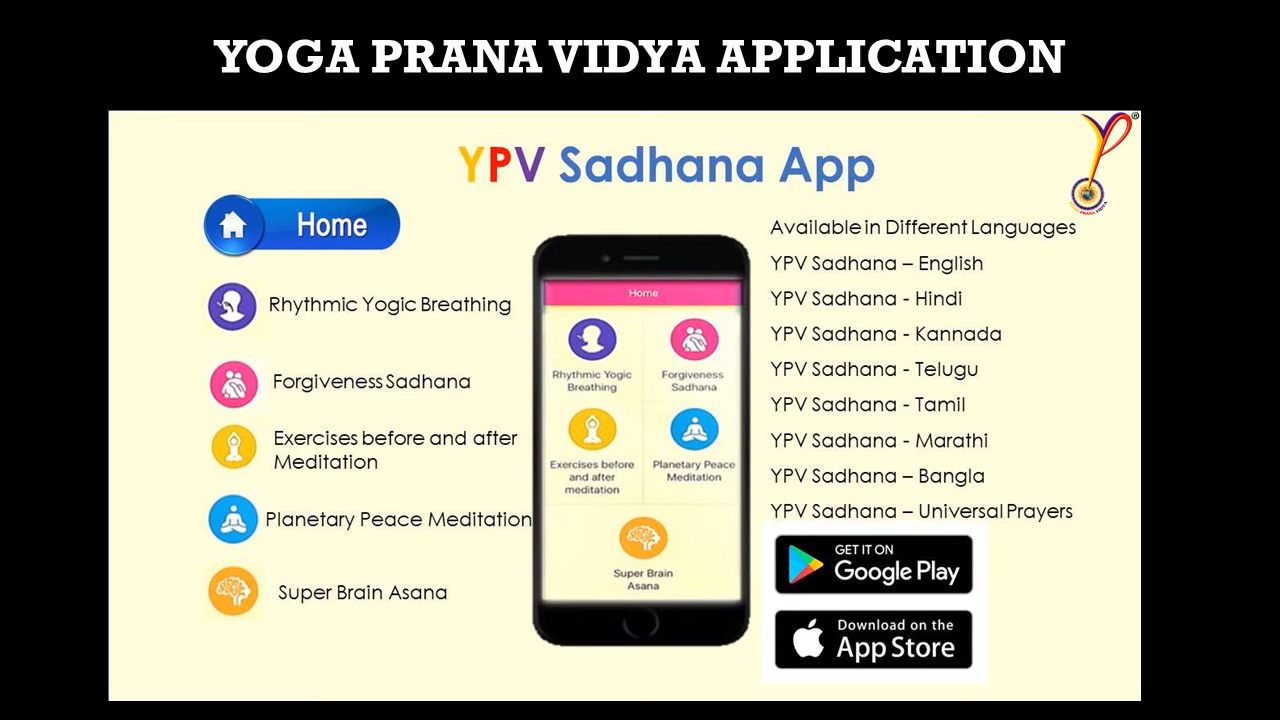 YOGA PRANA VIDYA APPLICATION
YPV Sadhana App
®
Home
Rhythmic Yogic Breathing
Forgiveness Sadhana
Exercises before and after
Meditation
Planetary Peace Meditation
Super Brain Asana
Home
Rhythmic Yogic
Breathing
Forgiveness
Sadhana
Exercises before
and after
meditation
Planetary Peace
Meditation
Super Brain
Asana
Available in Different Languages
YPV Sadhana – English
YPV Sadhana - Hindi
YPV Sadhana - Kannada
YPV Sadhana - Telugu
YPV Sadhana - Tamil
YPV Sadhana - Marathi
YPV Sadhana – Bangla
YPV Sadhana – Universal Prayers
GET IT ON
Google Play
Download on the
App Store